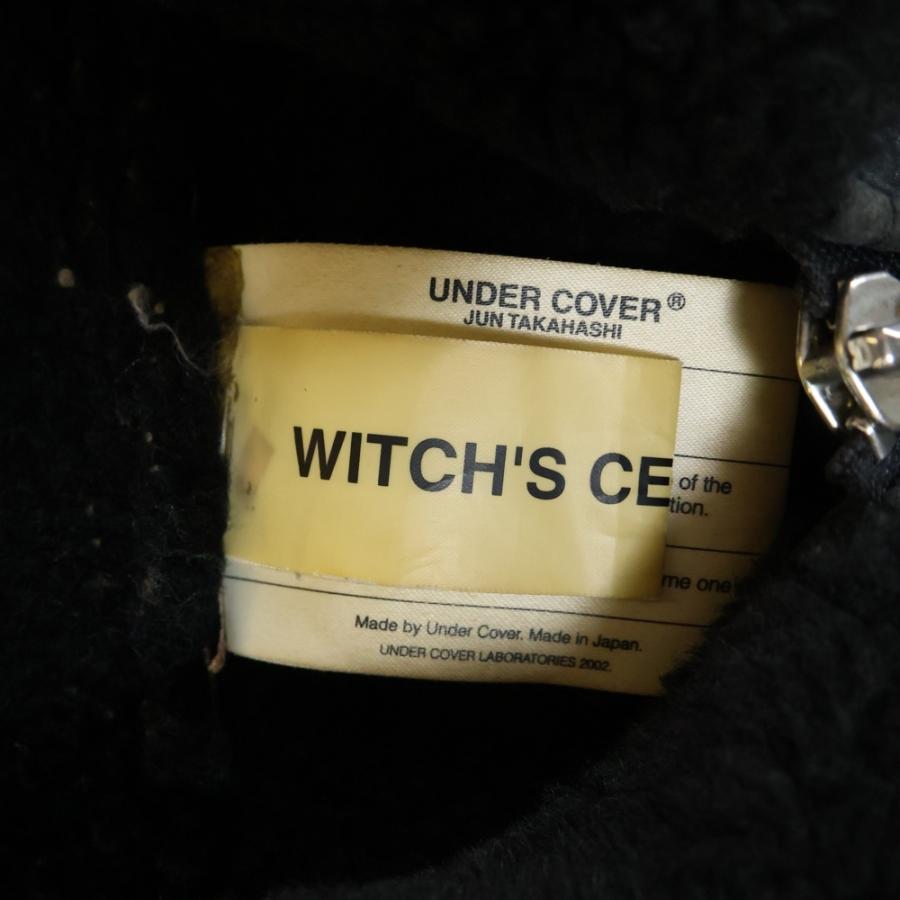 UNDER COVER®
JUN TAKAHASHI
WITCH'S CE
of the
tion.
me one
Made by Under Cover. Made in Japan.
UNDER COVER LABORATORIES 2002.